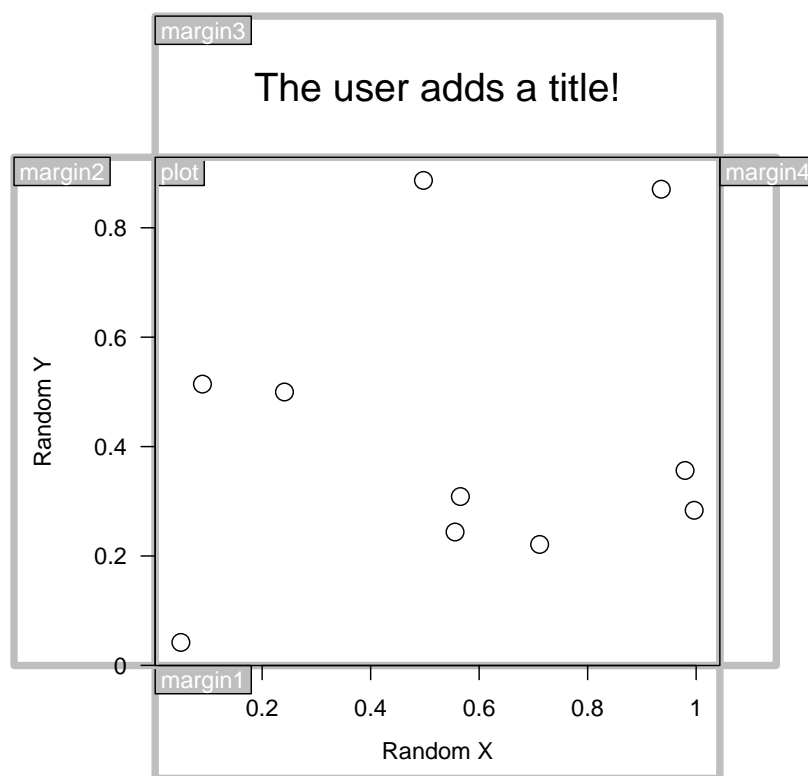 margin3
The user adds a title!
margin2
plot
margin4
0.8
0.6
0.4
0.2
0
Random Y
margin1
0.2 0.4 0.6 0.8 1
Random X